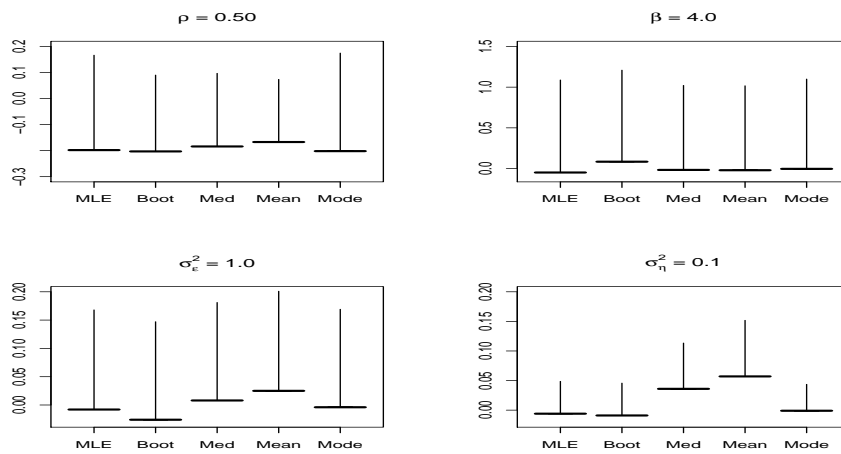 ρ = 0.50
0.2
0.1
0.0
−0.1
−0.3
MLE Boot Med Mean Mode
β = 4.0
1.5
1.0
0.5
0.0
MLE Boot Med Mean Mode
σ²ε = 1.0
0.20
0.15
0.10
0.05
0.00
MLE Boot Med Mean Mode
σ²η = 0.1
0.20
0.15
0.10
0.05
0.00
MLE Boot Med Mean Mode